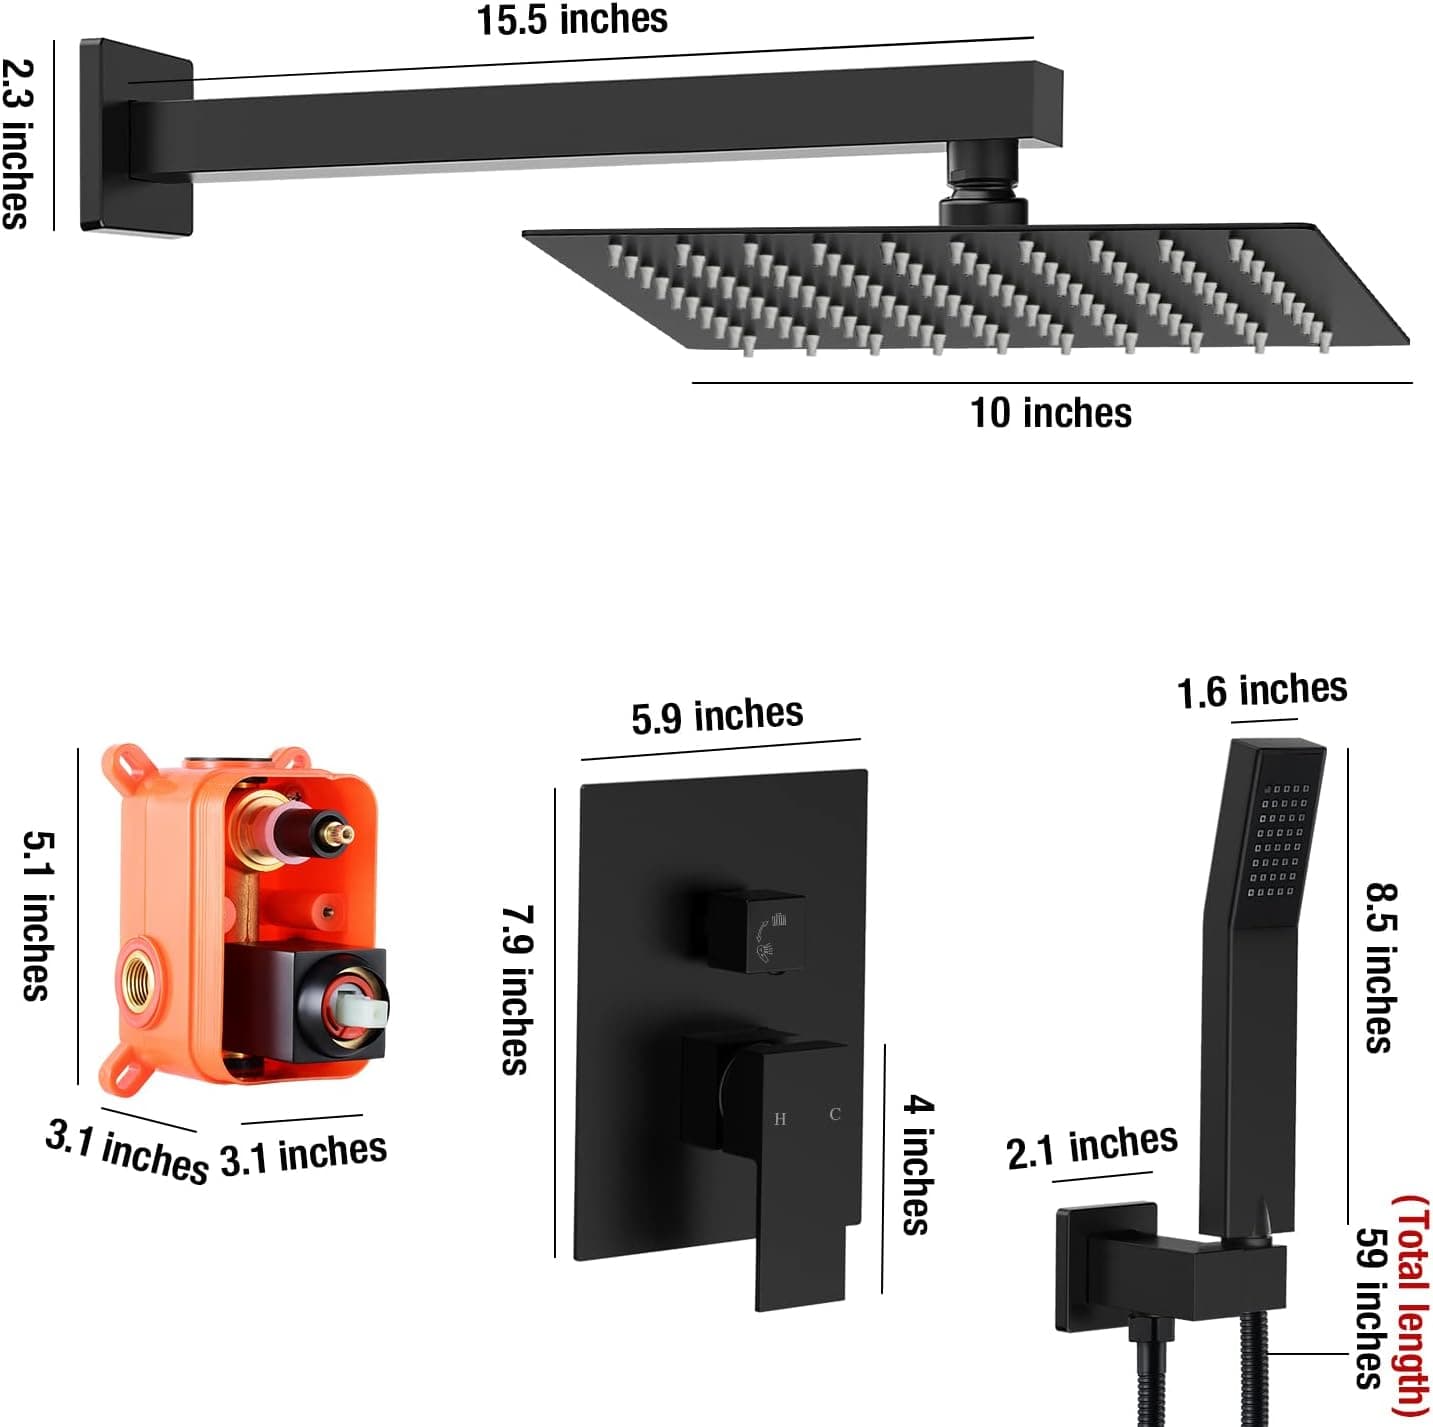 15.5 inches
2.3 inches
10 inches
5.9 inches
1.6 inches
5.1 inches
7.9 inches
8.5 inches
H C
4 inches
3.1 inches
3.1 inches
2.1 inches
59 inches
(Total length)